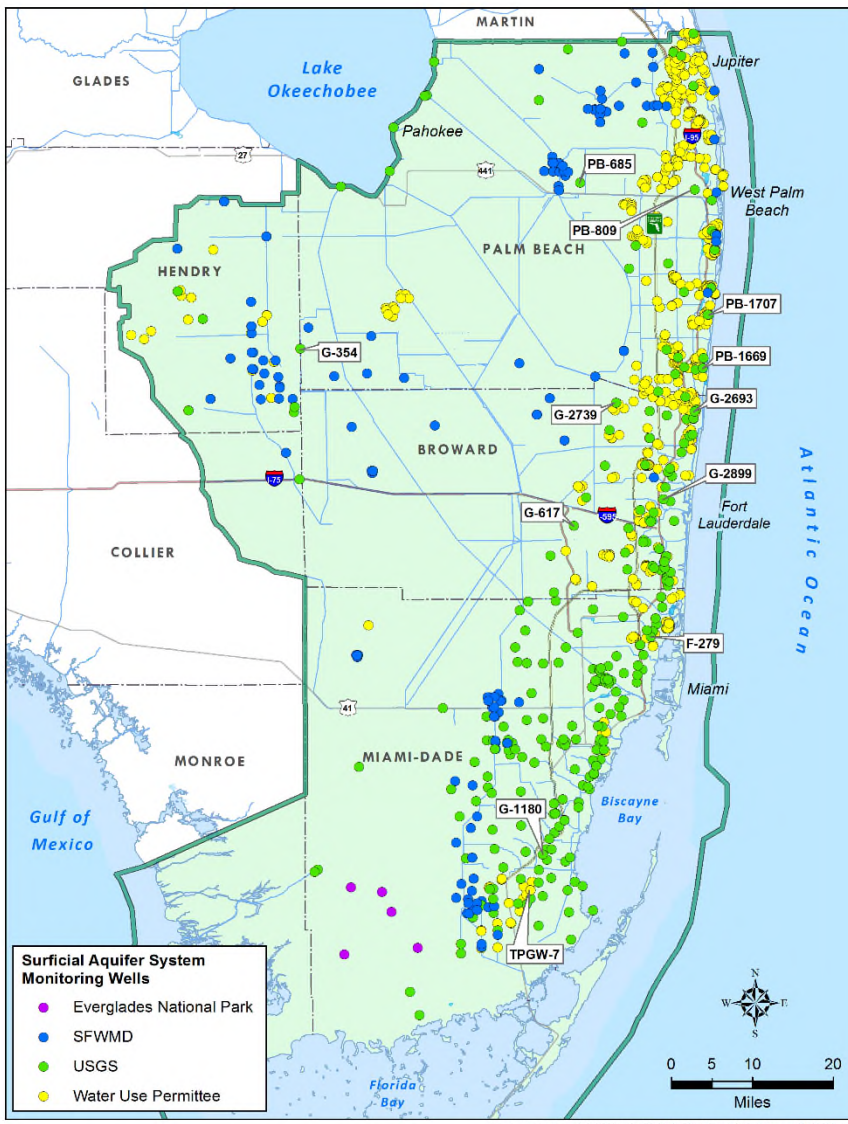 MARTIN
GLADES
Lake
Okeechobee
Jupiter
Pahokee
27
I-95
441
PB-685
West Palm
Beach
PB-809
PALM BEACH
HENDRY
PB-1707
G-354
PB-1669
G-2693
G-2739
BROWARD
I-75
G-2899
Fort
Lauderdale
G-617
I-595
COLLIER
Atlantic Ocean
F-279
Miami
41
MONROE
MIAMI-DADE
Gulf of
Mexico
Biscayne
Bay
G-1180
TPGW-7
Surficial Aquifer System
Monitoring Wells
Everglades National Park
SFWMD
USGS
Water Use Permittee
Florida
Bay
N
W
E
S
0 5 10 20
Miles